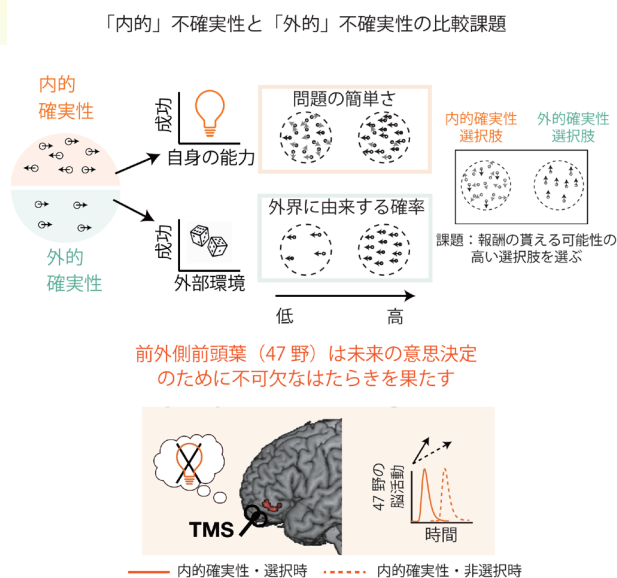 「内的」不確実性と「外的」不確実性の比較課題
内的
確実性
外的
確実性
成功
自身の能力
成功
外部環境
問題の簡単さ
外界に由来する確率
低
高
内的確実性
選択肢
外的確実性
選択肢
課題：報酬の貰える可能性の
高い選択肢を選ぶ
前外側前頭葉（47 野）は未来の意思決定
のために不可欠なはたらきを果たす
TMS
47 野の
脳活動
時間
内的確実性・選択時
内的確実性・非選択時